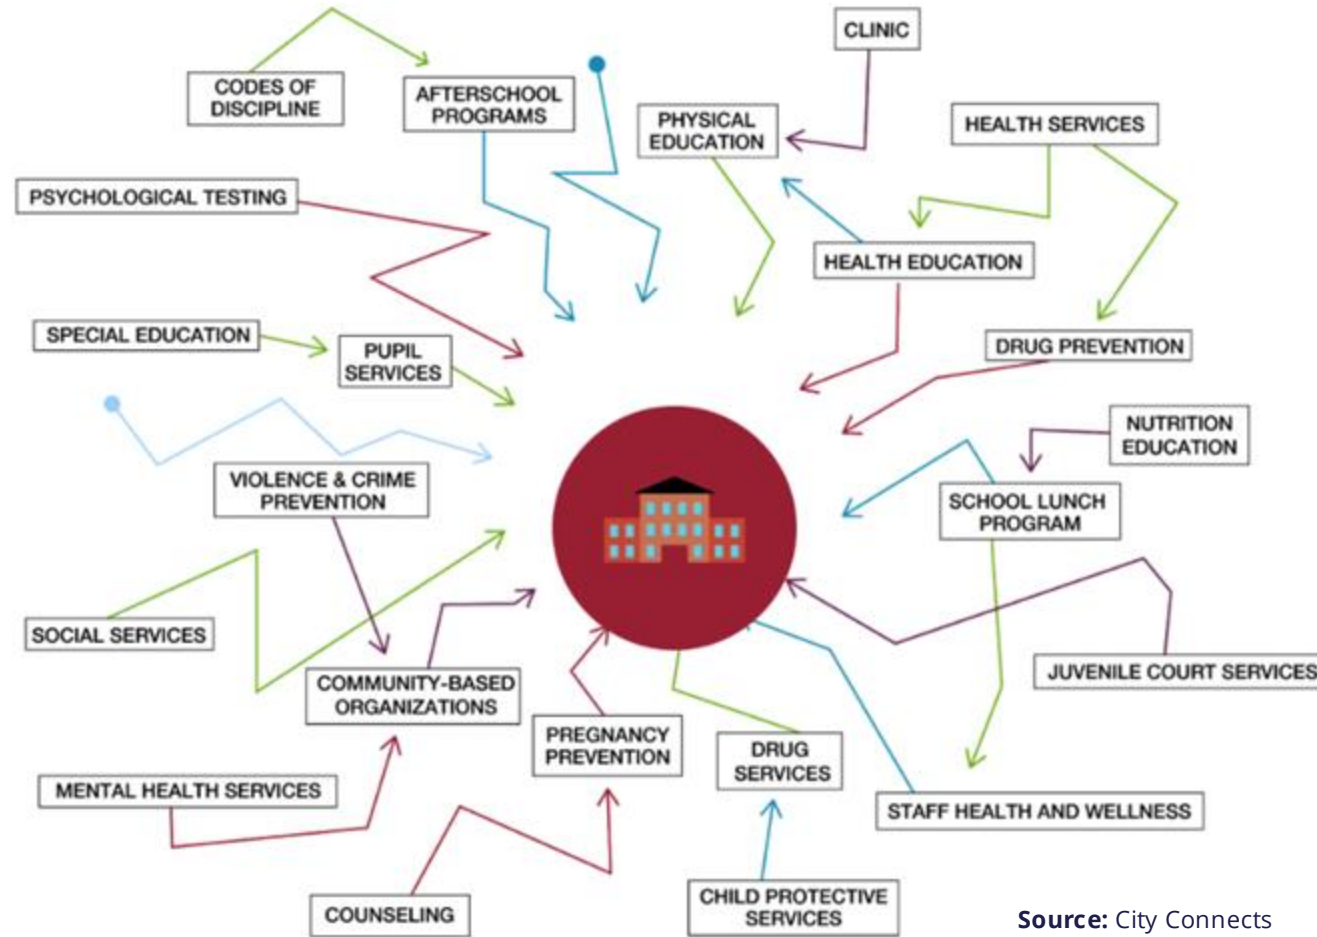 CLINIC
CODES OF
DISCIPLINE
AFTERSCHOOL
PROGRAMS
PHYSICAL
EDUCATION
HEALTH SERVICES
PSYCHOLOGICAL TESTING
HEALTH EDUCATION
SPECIAL EDUCATION
PUPIL
SERVICES
DRUG PREVENTION
NUTRITION
EDUCATION
VIOLENCE & CRIME
PREVENTION
SCHOOL LUNCH
PROGRAM
SOCIAL SERVICES
JUVENILE COURT SERVICES
COMMUNITY-BASED
ORGANIZATIONS
PREGNANCY
PREVENTION
DRUG
SERVICES
MENTAL HEALTH SERVICES
STAFF HEALTH AND WELLNESS
COUNSELING
CHILD PROTECTIVE
SERVICES
Source: City Connects